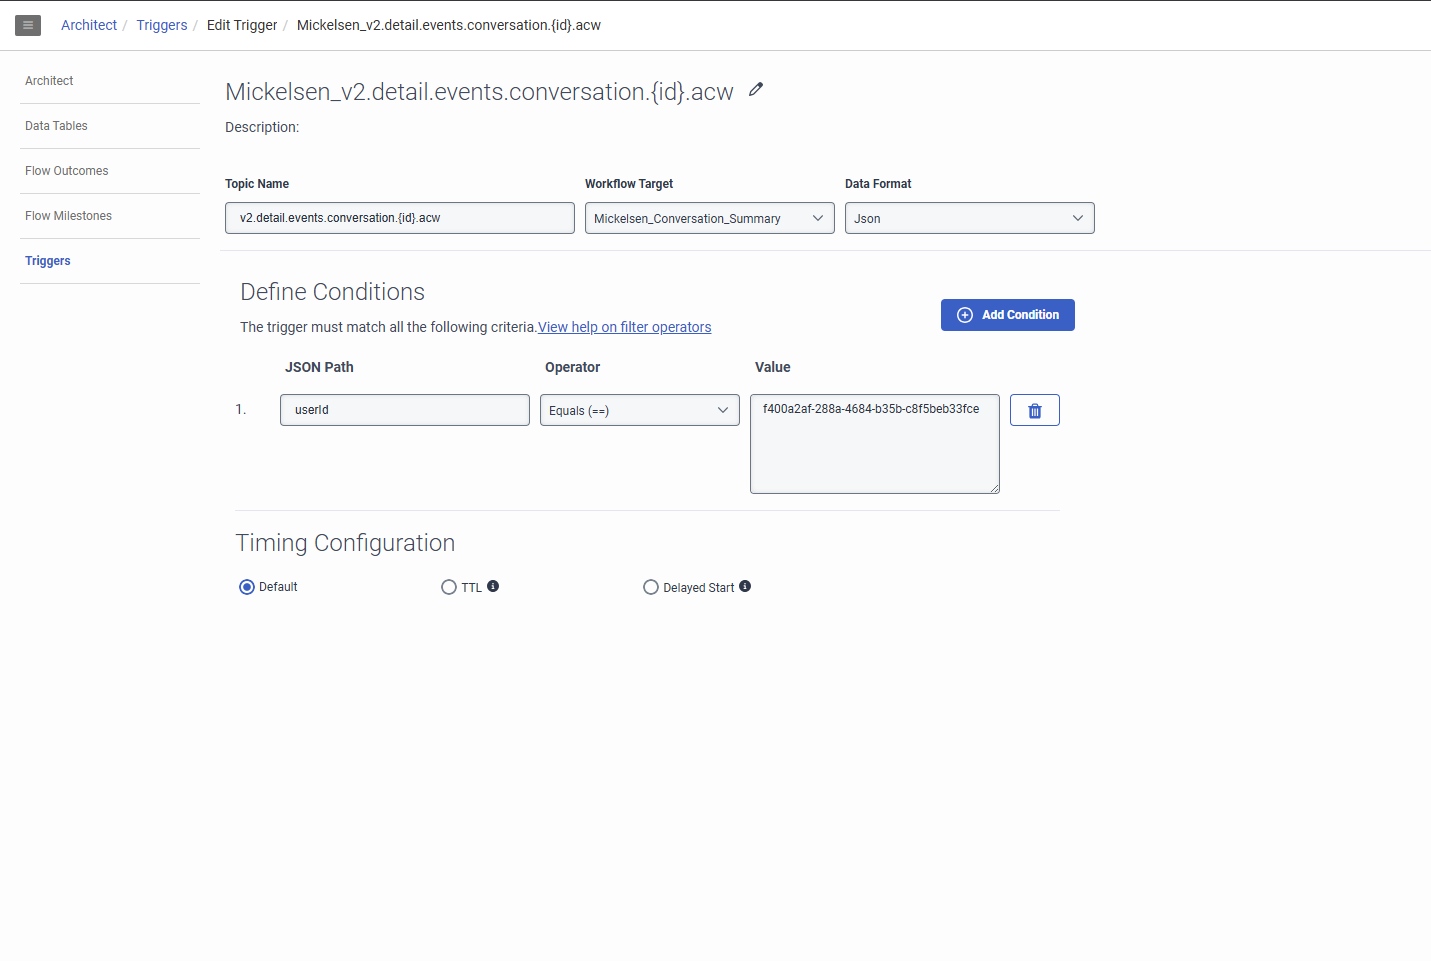 Architect / Triggers / Edit Trigger / Mickelsen_v2.detail.events.conversation.{id}.acw
Architect
Data Tables
Flow Outcomes
Flow Milestones
Triggers
Mickelsen_v2.detail.events.conversation.{id}.acw
Description:
Topic Name Workflow Target Data Format
v2.detail.events.conversation.{id}.acw Mickelsen_Conversation_Summary Json
Define Conditions
The trigger must match all the following criteria.View help on filter operators
Add Condition
JSON Path Operator Value
1. userId Equals (==) f400a2af-288a-4684-b35b-c8f5beb33fce
Timing Configuration
Default TTL Delayed Start